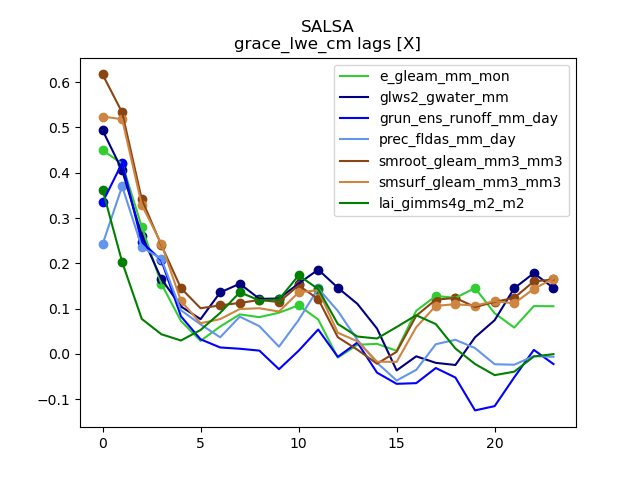 SALSA
grace_lwe_cm lags [X]
e_gleam_mm_mon
glws2_gwater_mm
grun_ens_runoff_mm_day
prec_fldas_mm_day
smroot_gleam_mm3_mm3
smsurf_gleam_mm3_mm3
lai_gimms4g_m2_m2
0.6
0.5
0.4
0.3
0.2
0.1
0.0
−0.1
0 5 10 15 20